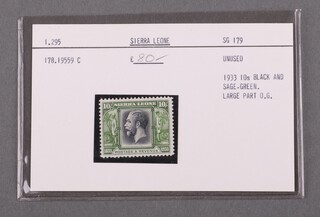 1.295 SIERRA LEONE SG 179
178.19559 C £ 80 UNUSED
1933 10s BLACK AND
SAGE-GREEN.
LARGE PART O.G.
SIERRA LEONE
10/ 10/
POSTAGE & REVENUE